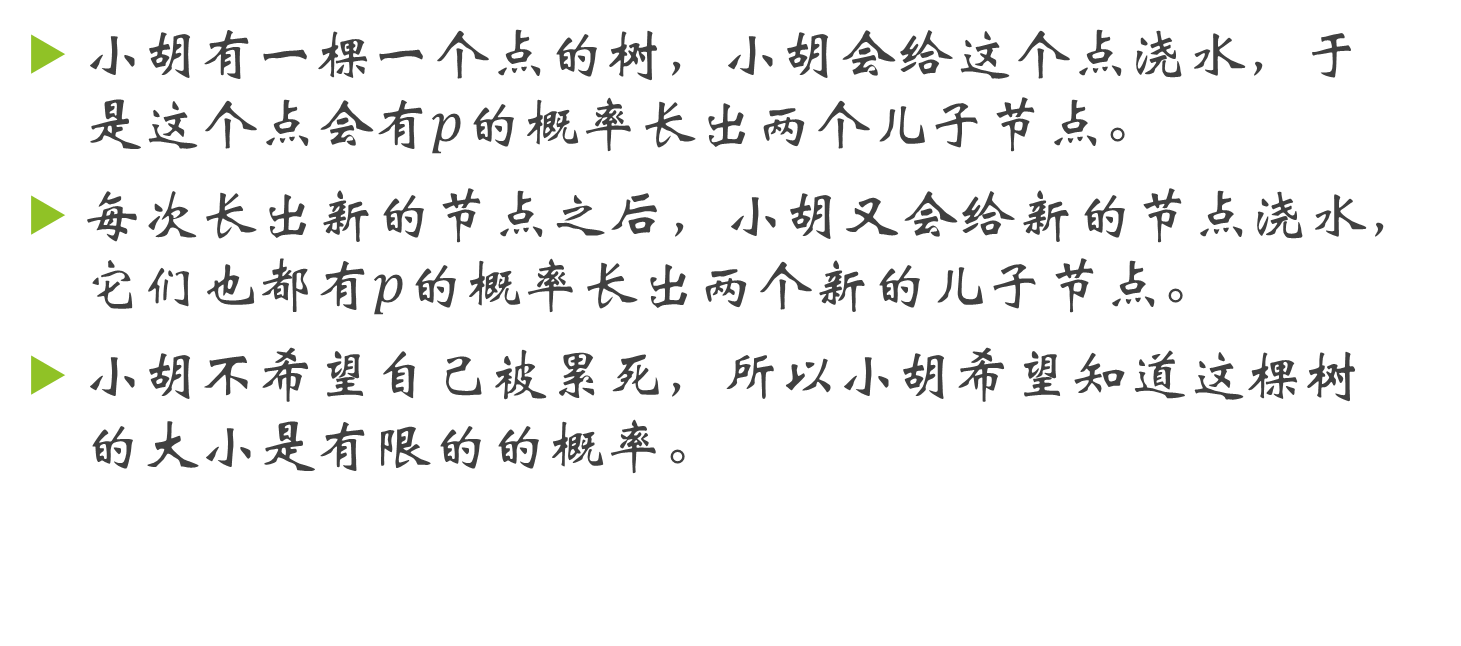 小胡有一棵一个点的树，小胡会给这个点浇水，于
是这个点会有p的概率长出两个儿子节点。
每次长出新的节点之后，小胡又会给新的节点浇水，
它们也都有p的概率长出两个新的儿子节点。
小胡不希望自己被累死，所以小胡希望知道这棵树
的大小是有限的的概率。